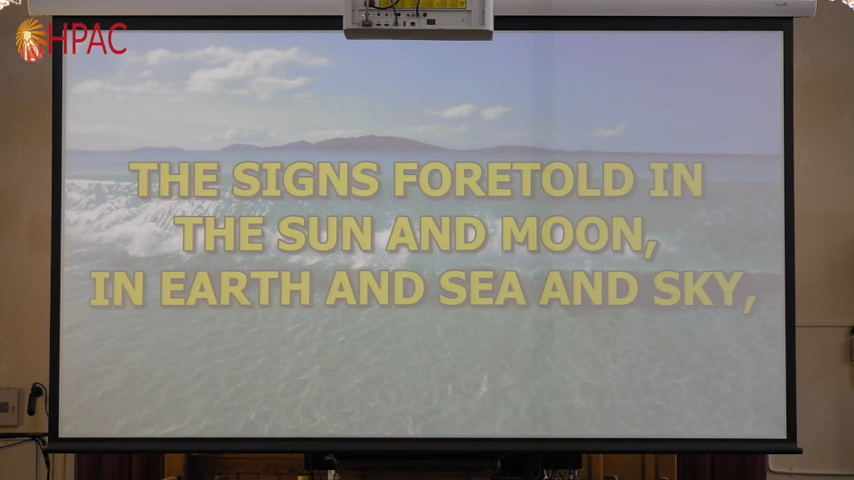 HPAC
THE SIGNS FORETOLD IN
THE SUN AND MOON,
IN EARTH AND SEA AND SKY,